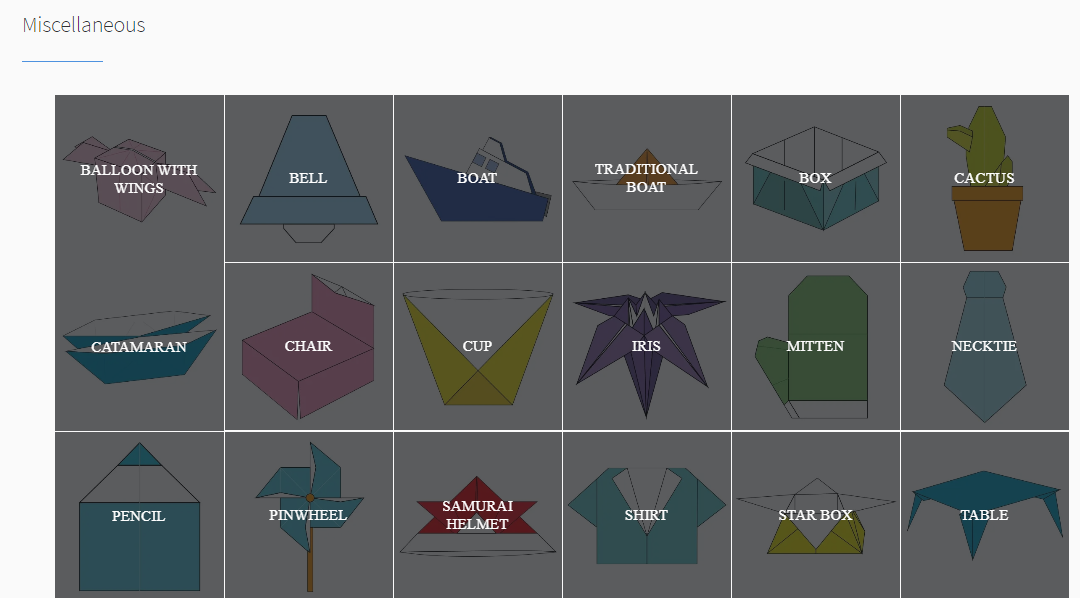 Miscellaneous
BALLOON WITH
WINGS
BELL
BOAT
TRADITIONAL
BOAT
BOX
CACTUS
CATAMARAN
CHAIR
CUP
IRIS
MITTEN
NECKTIE
PENCIL
PINWHEEL
SAMURAI
HELMET
SHIRT
STAR BOX
TABLE